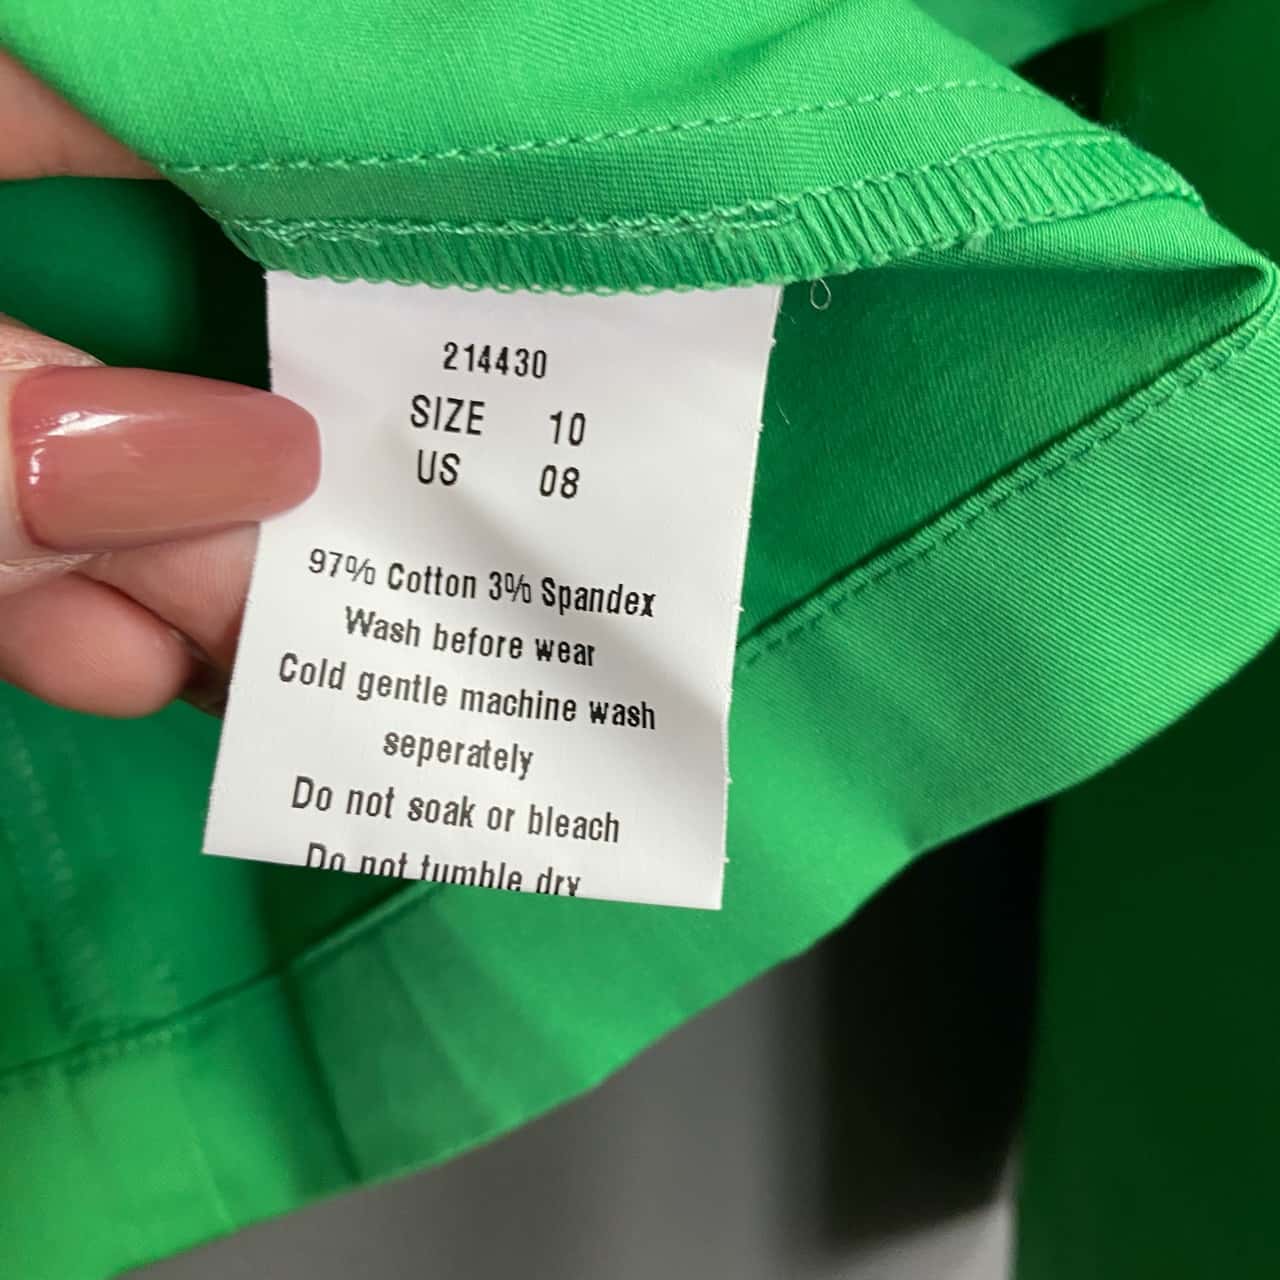 214430
SIZE 10
US 08
97% Cotton 3% Spandex
Wash before wear
Cold gentle machine wash
seperately
Do not soak or bleach
Do not tumble dry